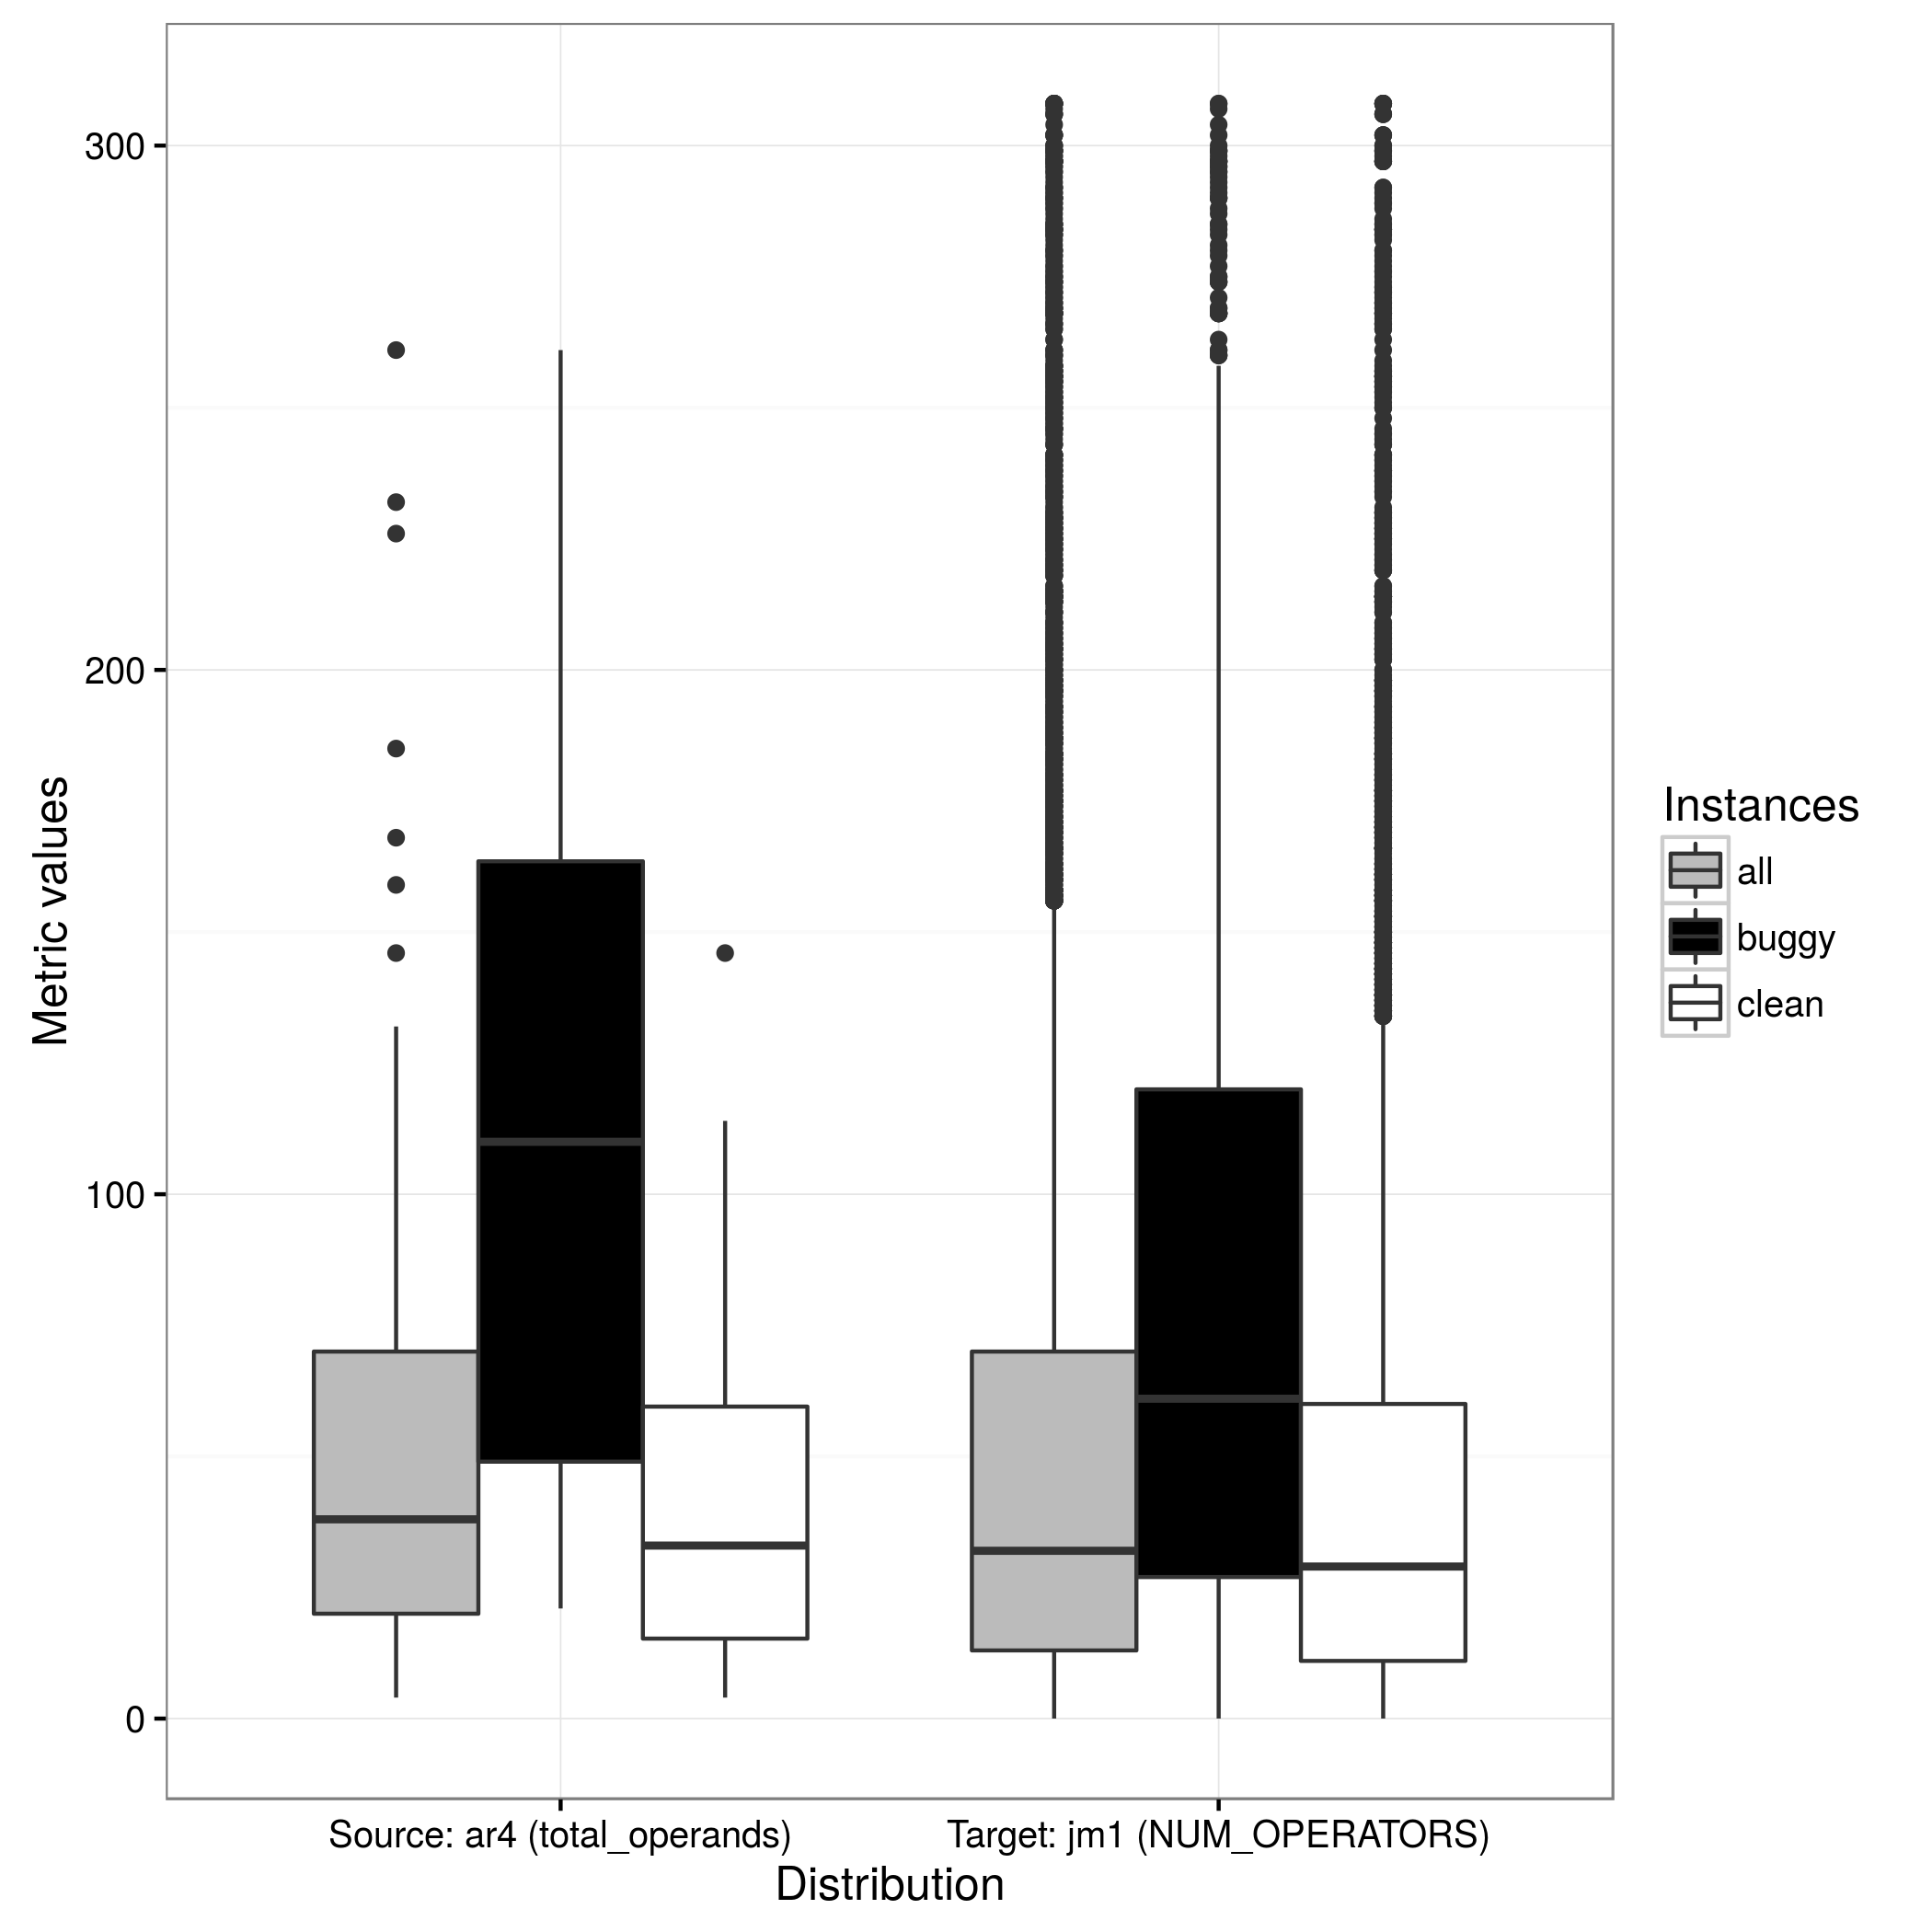 300
200
100
0
Metric values
Source: ar4 (total_operands)
Target: jm1 (NUM_OPERATORS)
Distribution
Instances
all
buggy
clean